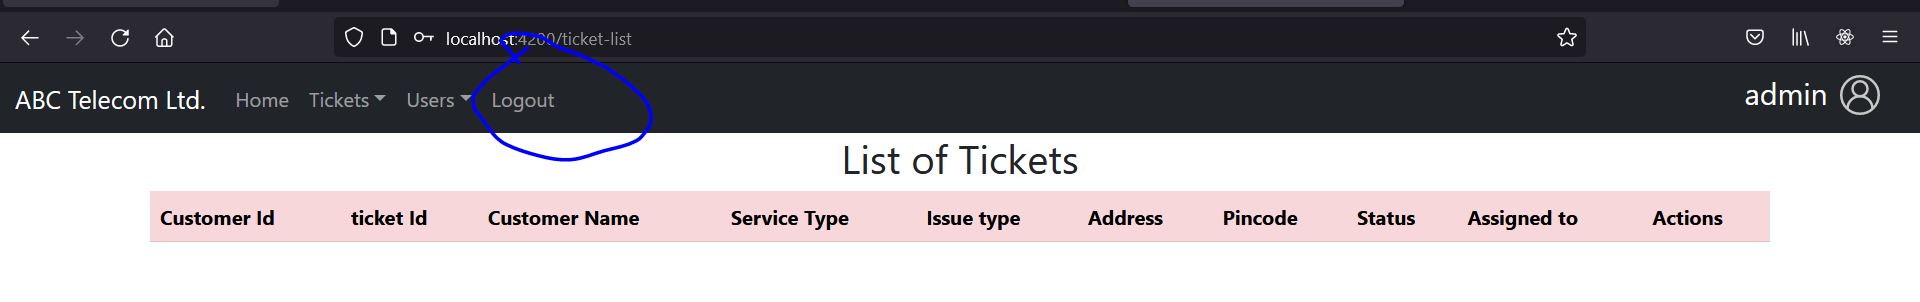 localhost:4200/ticket-list
ABC Telecom Ltd. Home Tickets Users Logout admin
List of Tickets
Customer Id ticket Id Customer Name Service Type Issue type Address Pincode Status Assigned to Actions